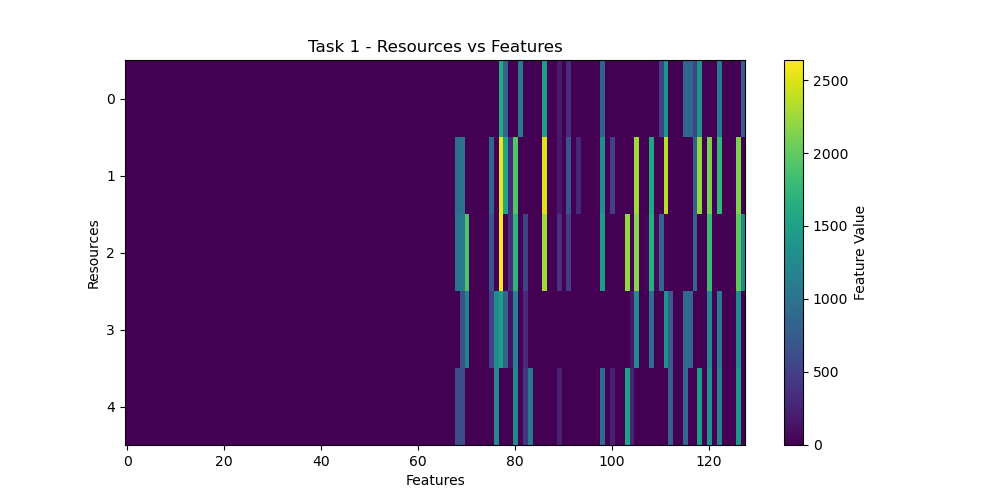 Task 1 - Resources vs Features
Resources
0
1
2
3
4
0 20 40 60 80 100 120
Features
2500
2000
1500
1000
500
0
Feature Value